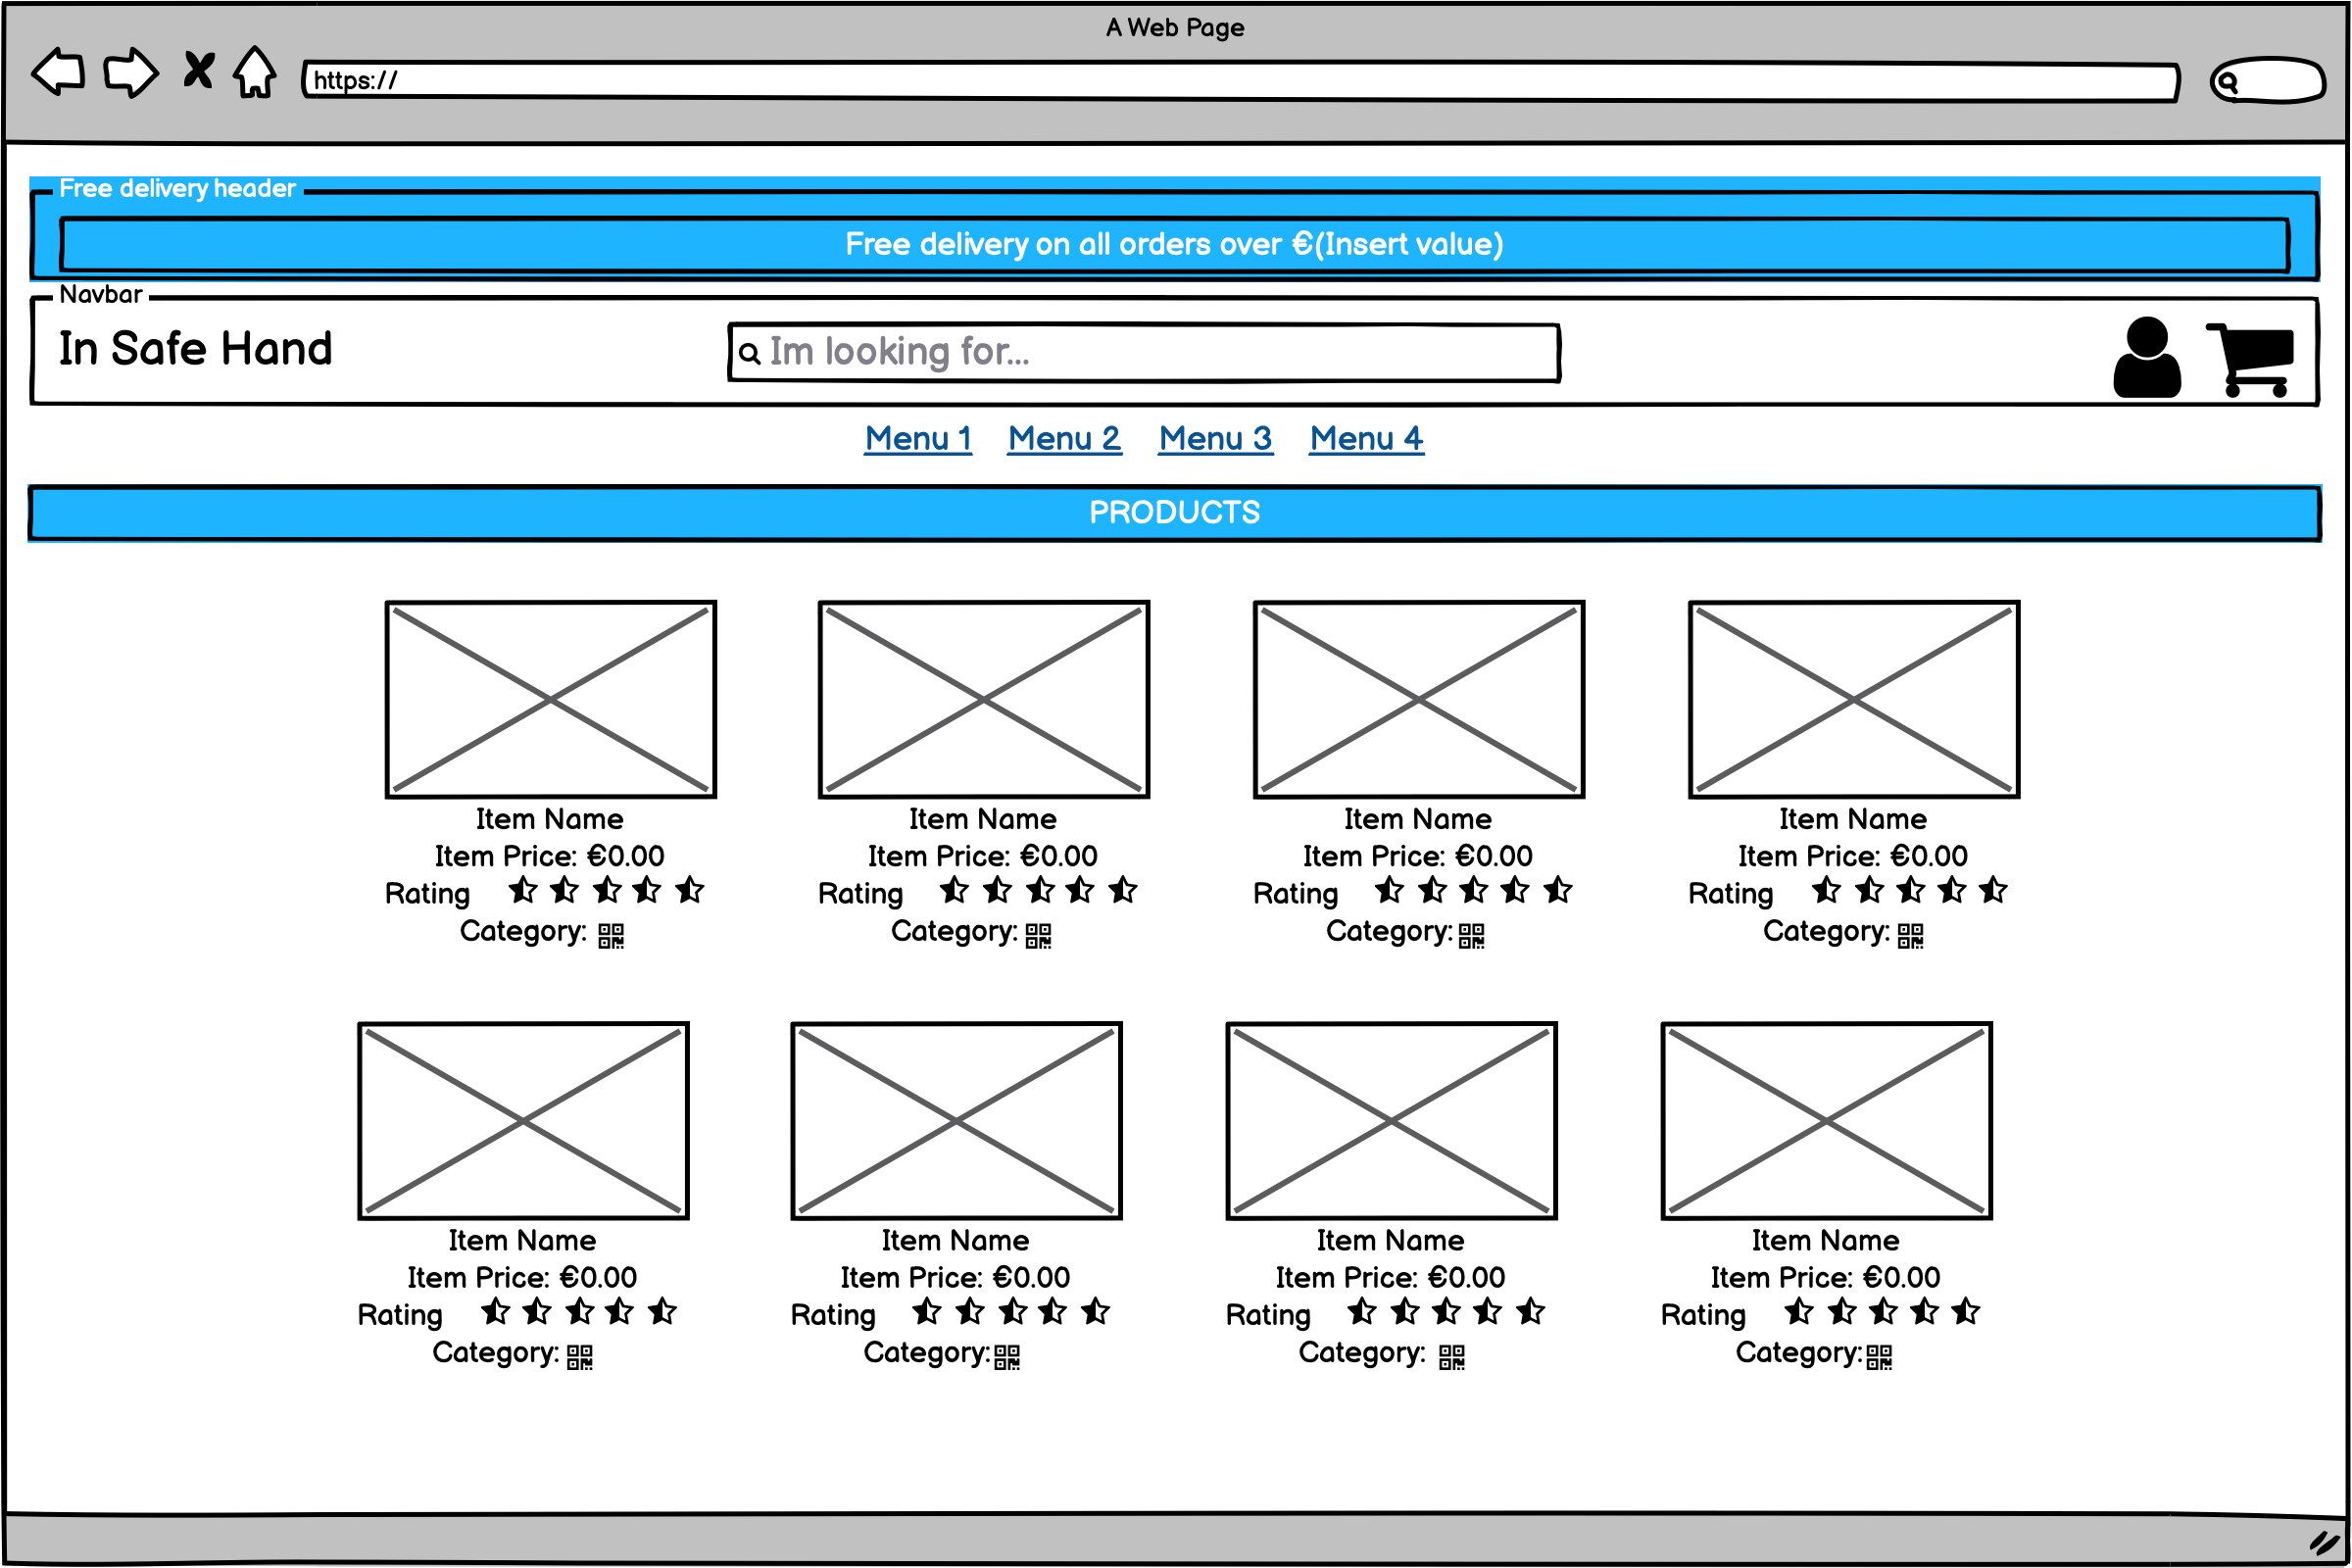 A Web Page
https://
Free delivery header
Free delivery on all orders over €(Insert value)
Navbar
In Safe Hand
Im looking for...
Menu 1 Menu 2 Menu 3 Menu 4
PRODUCTS
Item Name Item Name Item Name Item Name
Item Price: €0.00 Item Price: €0.00 Item Price: €0.00 Item Price: €0.00
Rating Rating Rating Rating
Category: Category: Category: Category:
Item Name Item Name Item Name Item Name
Item Price: €0.00 Item Price: €0.00 Item Price: €0.00 Item Price: €0.00
Rating Rating Rating Rating
Category: Category: Category: Category: